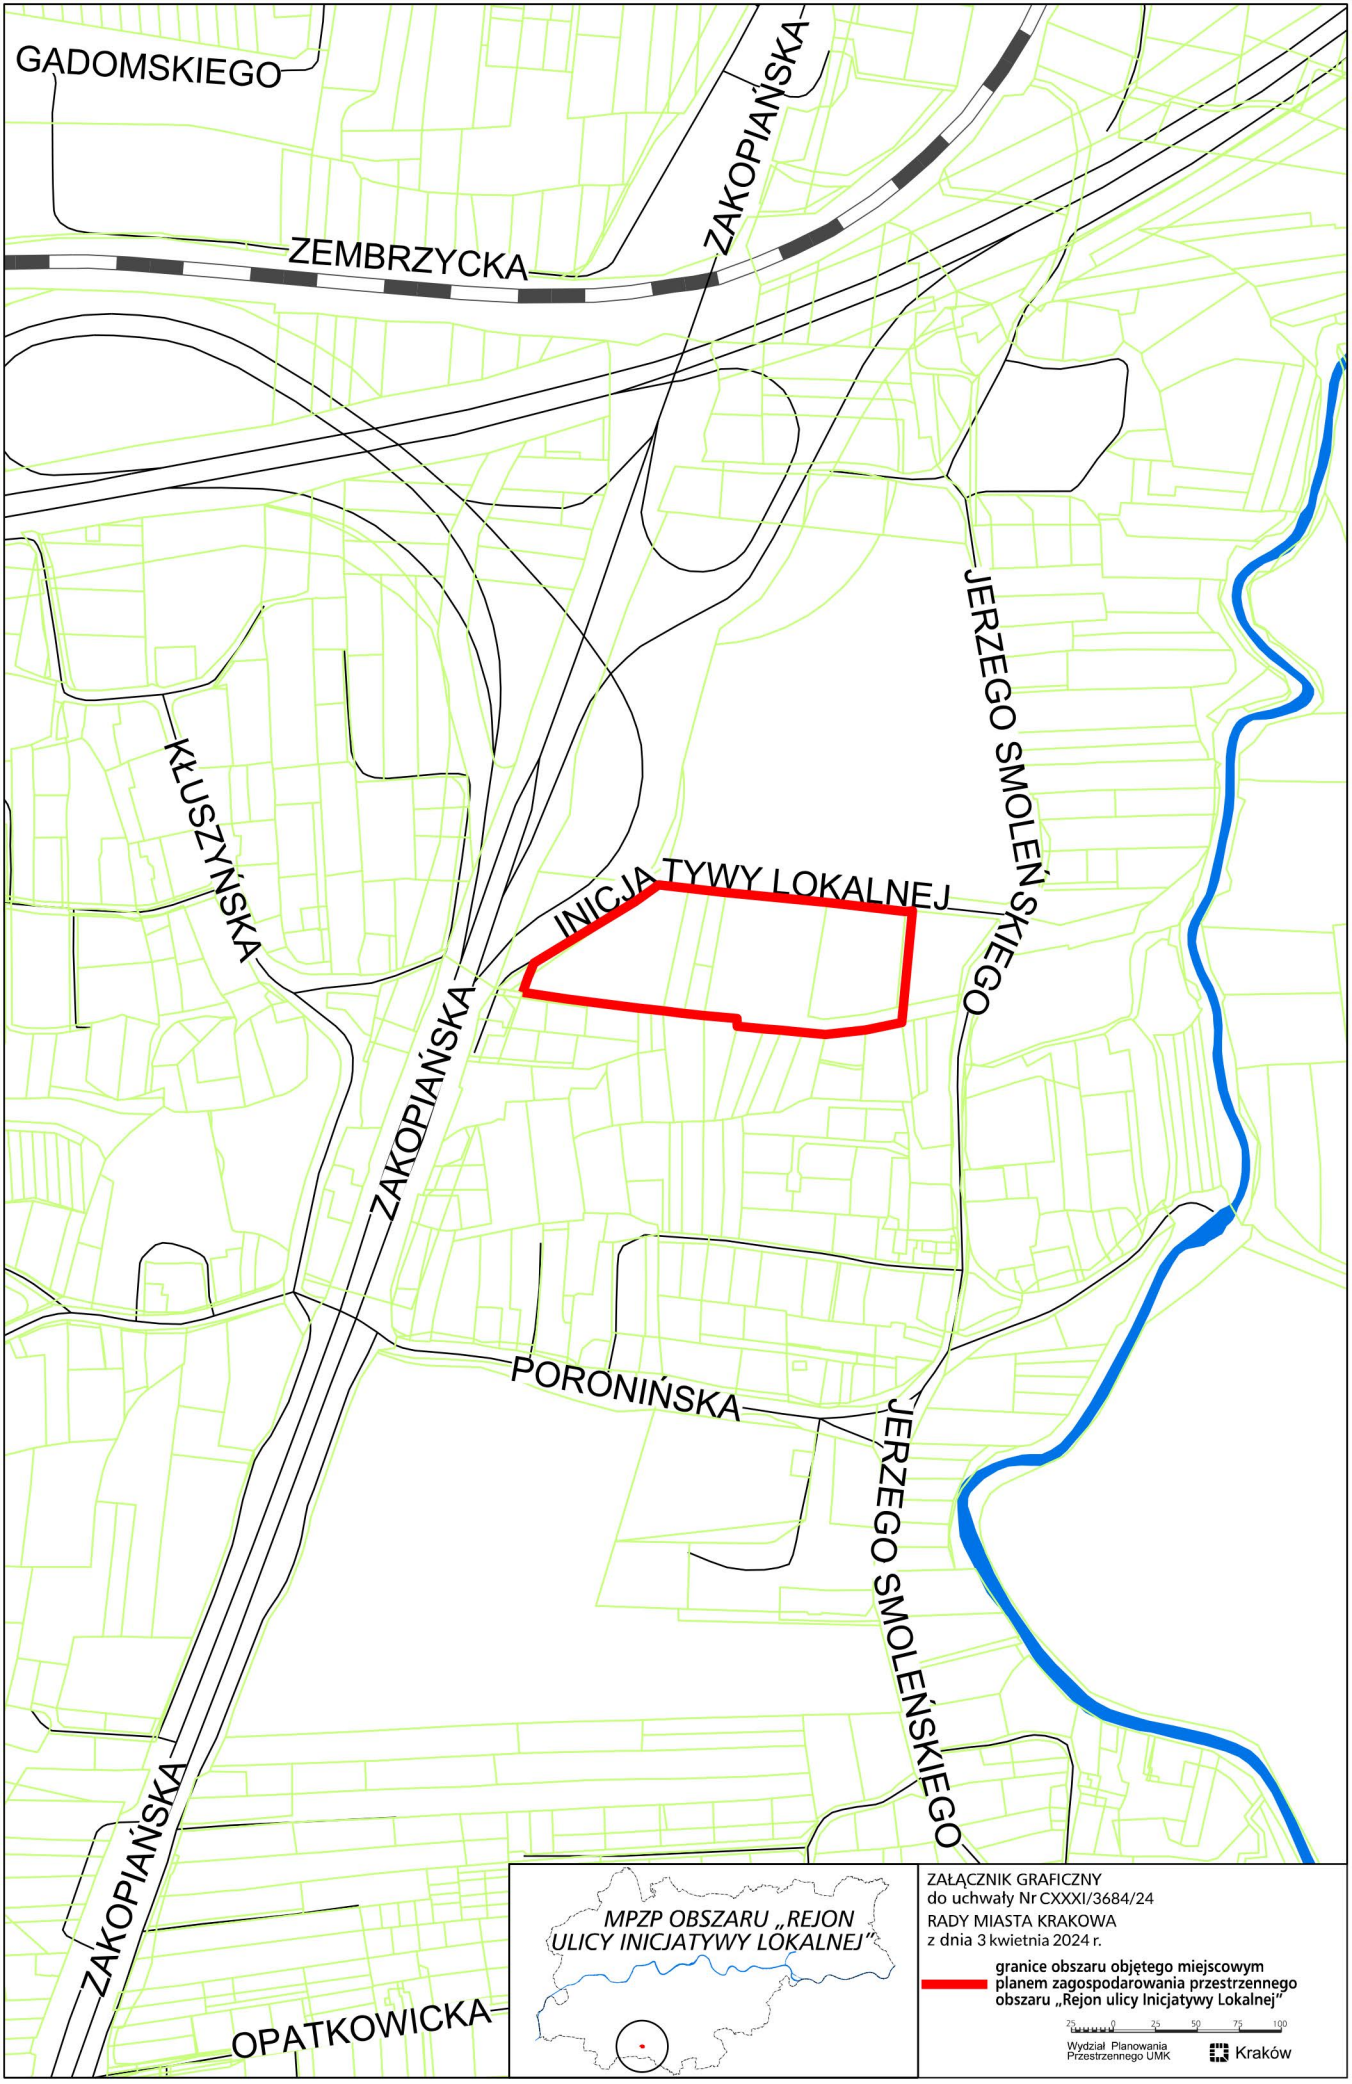 GADOMSKIEGO
ZAKOPIAŃSKA
ZEMBRZYCKA
JERZEGO SMOLEŃSKIEGO
KŁUSZYŃSKA
INICJATYWY LOKALNEJ
ZAKOPIAŃSKA
PORONIŃSKA
JERZEGO SMOLEŃSKIEGO
ZAKOPIAŃSKA
OPATKOWICKA
MPZP OBSZARU „REJON
ULICY INICJATYWY LOKALNEJ”
ZAŁĄCZNIK GRAFICZNY
do uchwały Nr CXXXI/3684/24
RADY MIASTA KRAKOWA
z dnia 3 kwietnia 2024 r.
granice obszaru objętego miejscowym
planem zagospodarowania przestrzennego
obszaru „Rejon ulicy Inicjatywy Lokalnej”
25 0 25 50 75 100
Wydział Planowania
Przestrzennego UMK
Kraków